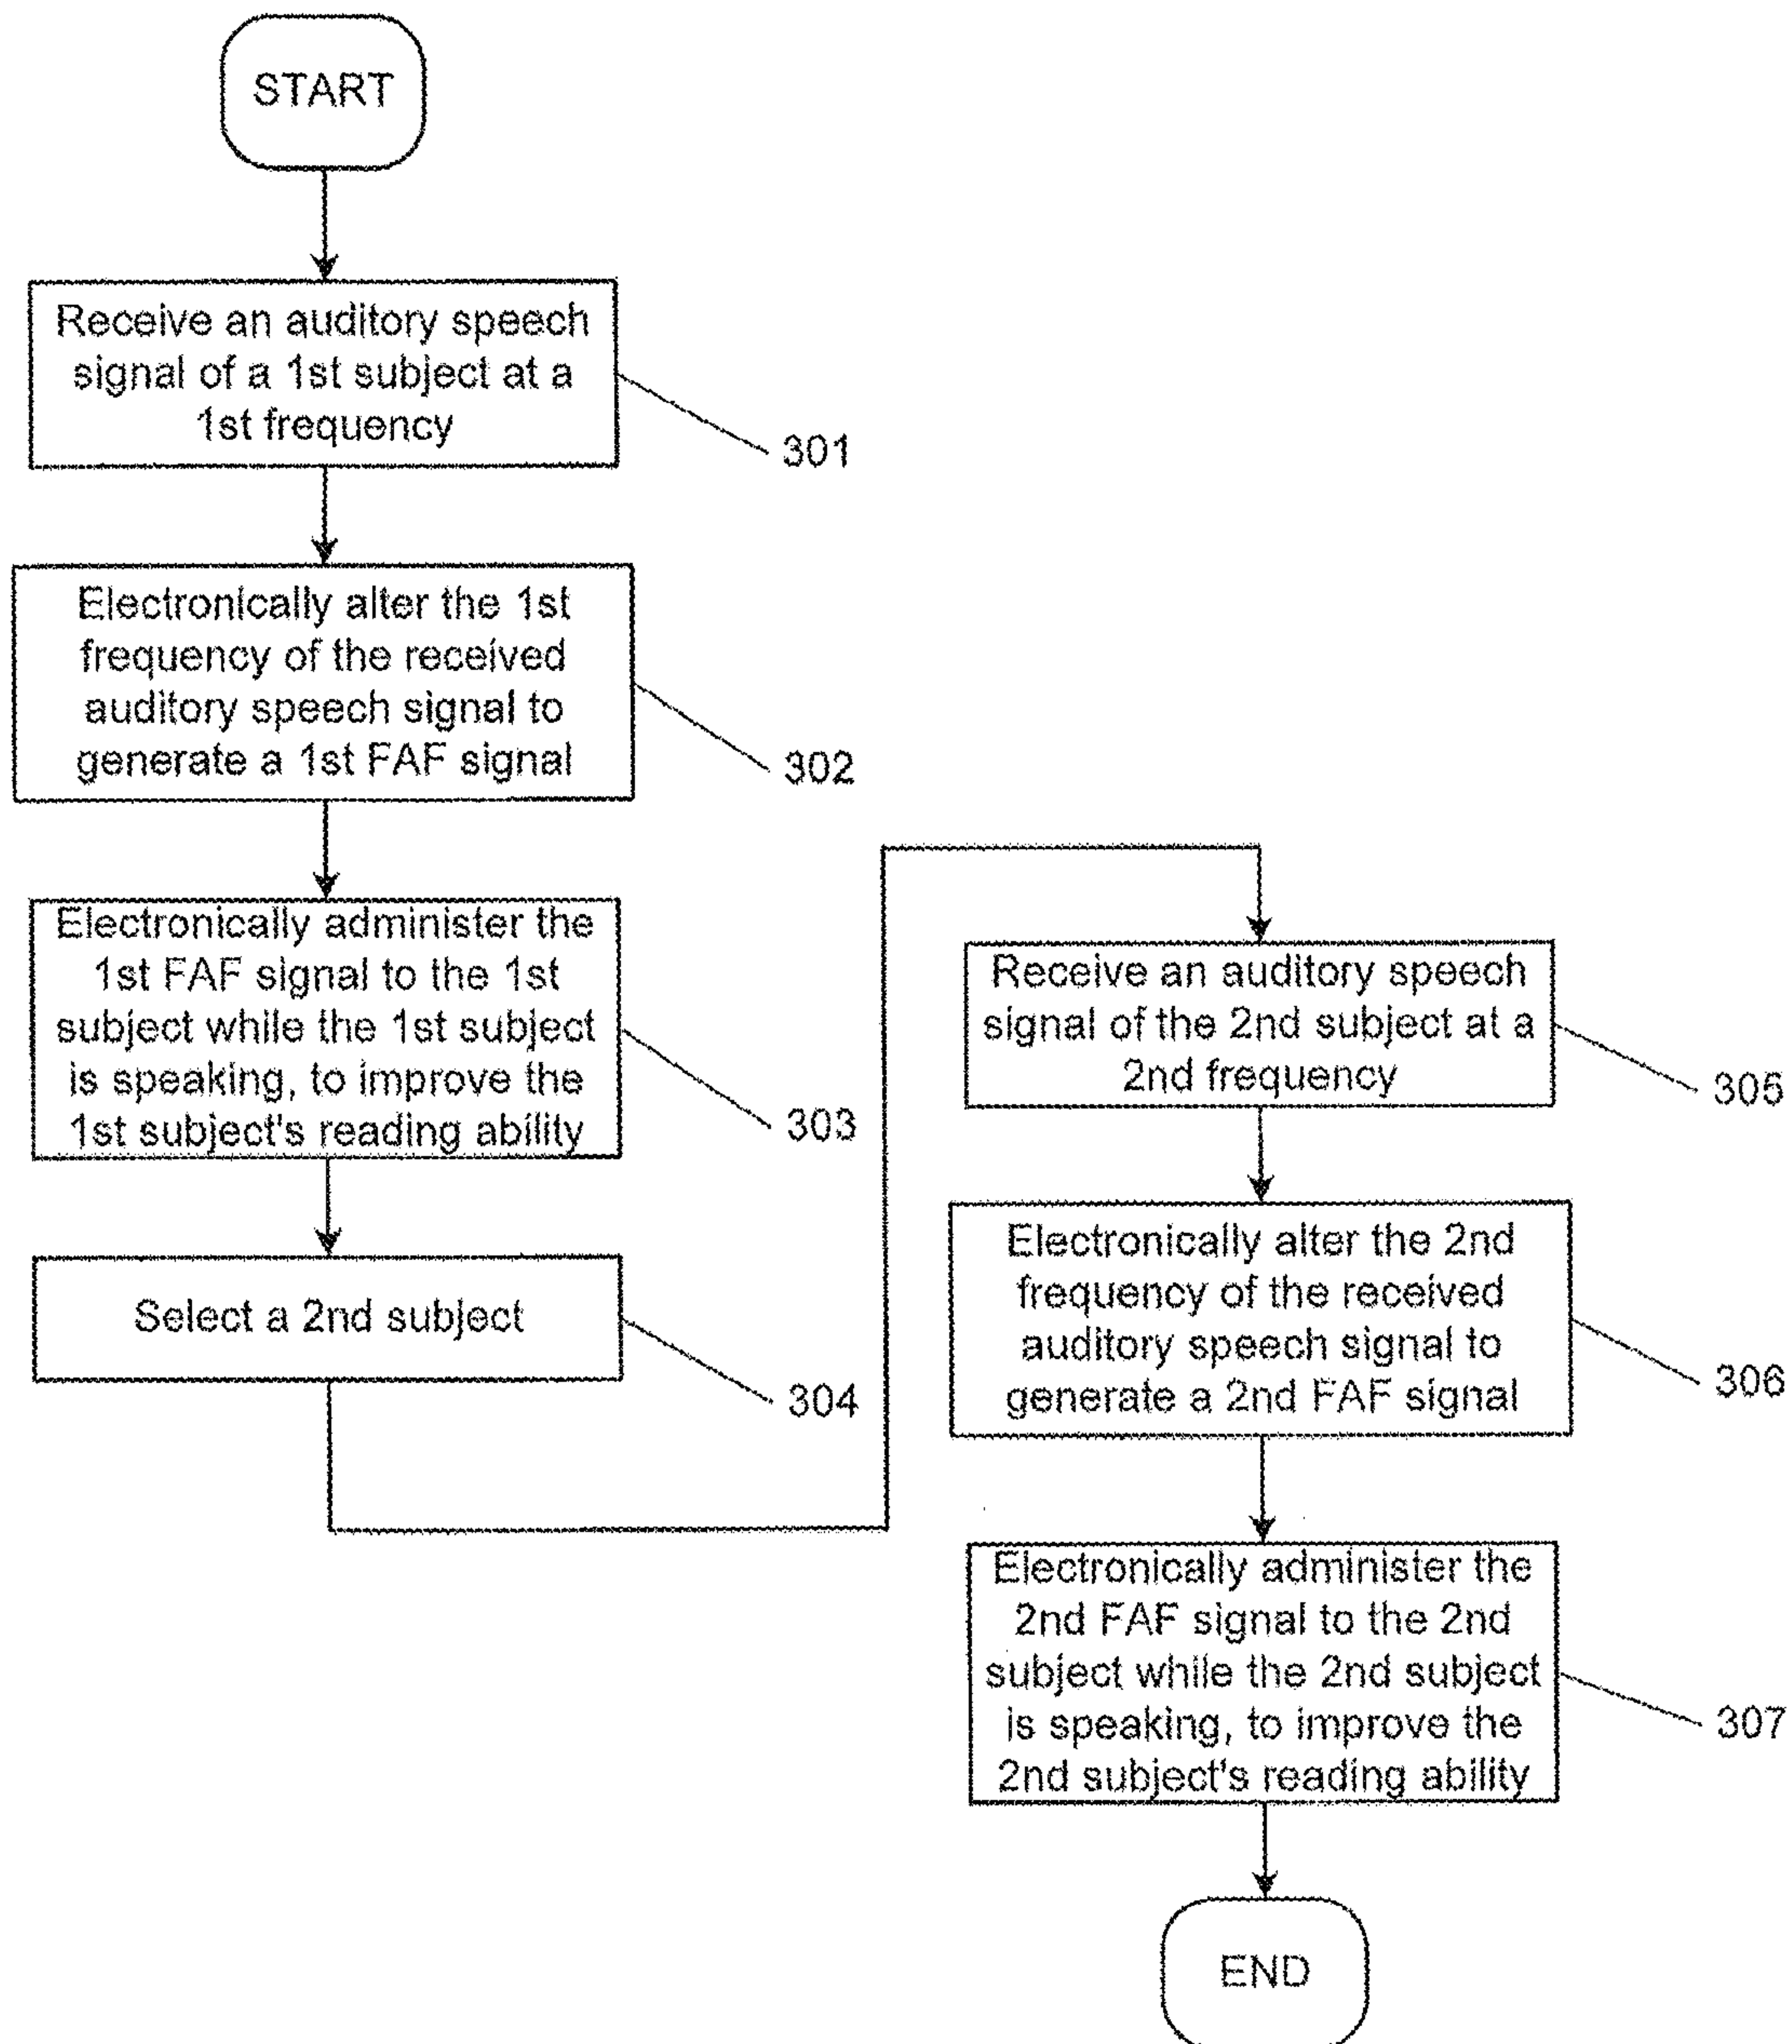 START
Receive an auditory speech
signal of a 1st subject at a
1st frequency
301
Electronically alter the 1st
frequency of the received
auditory speech signal to
generate a 1st FAF signal
302
Electronically administer the
1st FAF signal to the 1st
subject while the 1st subject
is speaking, to improve the
1st subject's reading ability
303
Select a 2nd subject
304
Receive an auditory speech
signal of the 2nd subject at a
2nd frequency
305
Electronically alter the 2nd
frequency of the received
auditory speech signal to
generate a 2nd FAF signal
306
Electronically administer the
2nd FAF signal to the 2nd
subject while the 2nd subject
is speaking, to improve the
2nd subject's reading ability
307
END